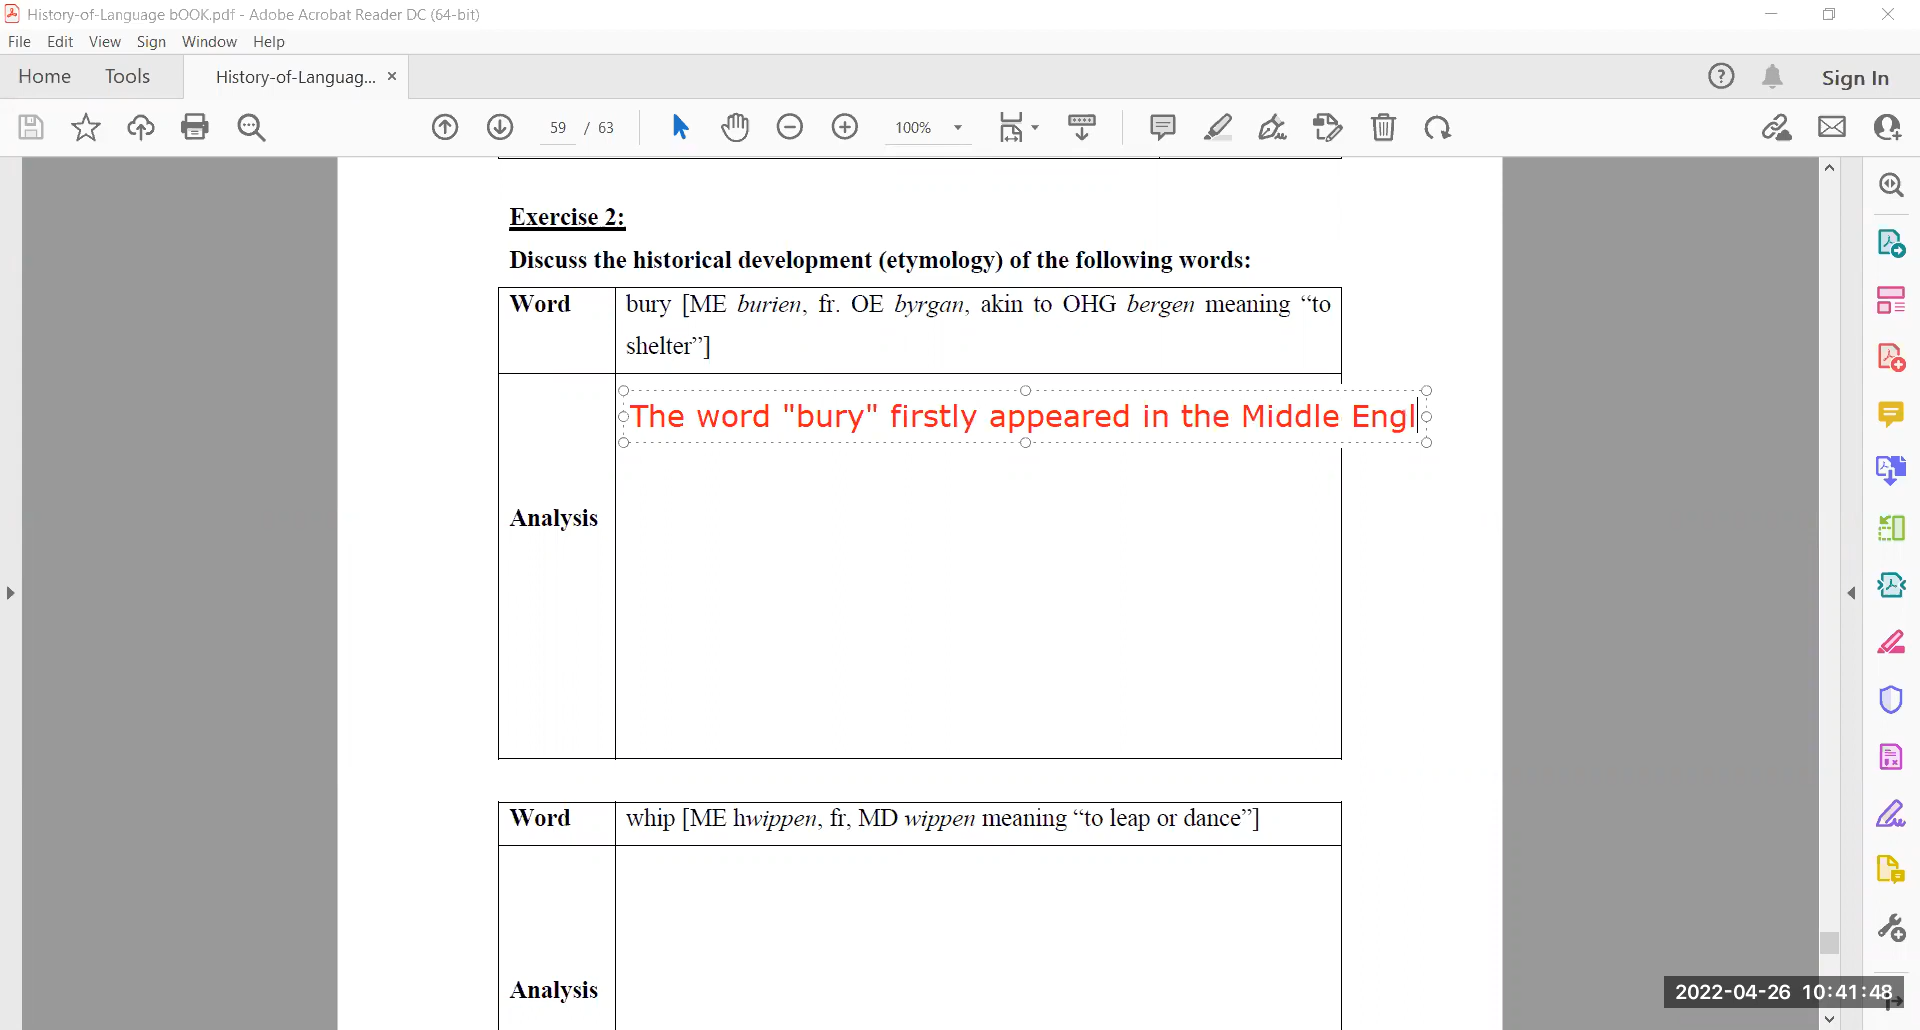 History-of-Language bOOK.pdf - Adobe Acrobat Reader DC (64-bit)
File Edit View Sign Window Help
Home Tools History-of-Languag... × Sign In
59 / 63 100%
Exercise 2:
Discuss the historical development (etymology) of the following words:
Word bury [ME burien, fr. OE byrgan, akin to OHG bergen meaning “to
shelter”]
The word "bury" firstly appeared in the Middle Engl
Analysis
Word whip [ME hwippen, fr, MD wippen meaning “to leap or dance”]
Analysis
2022-04-26 10:41:48